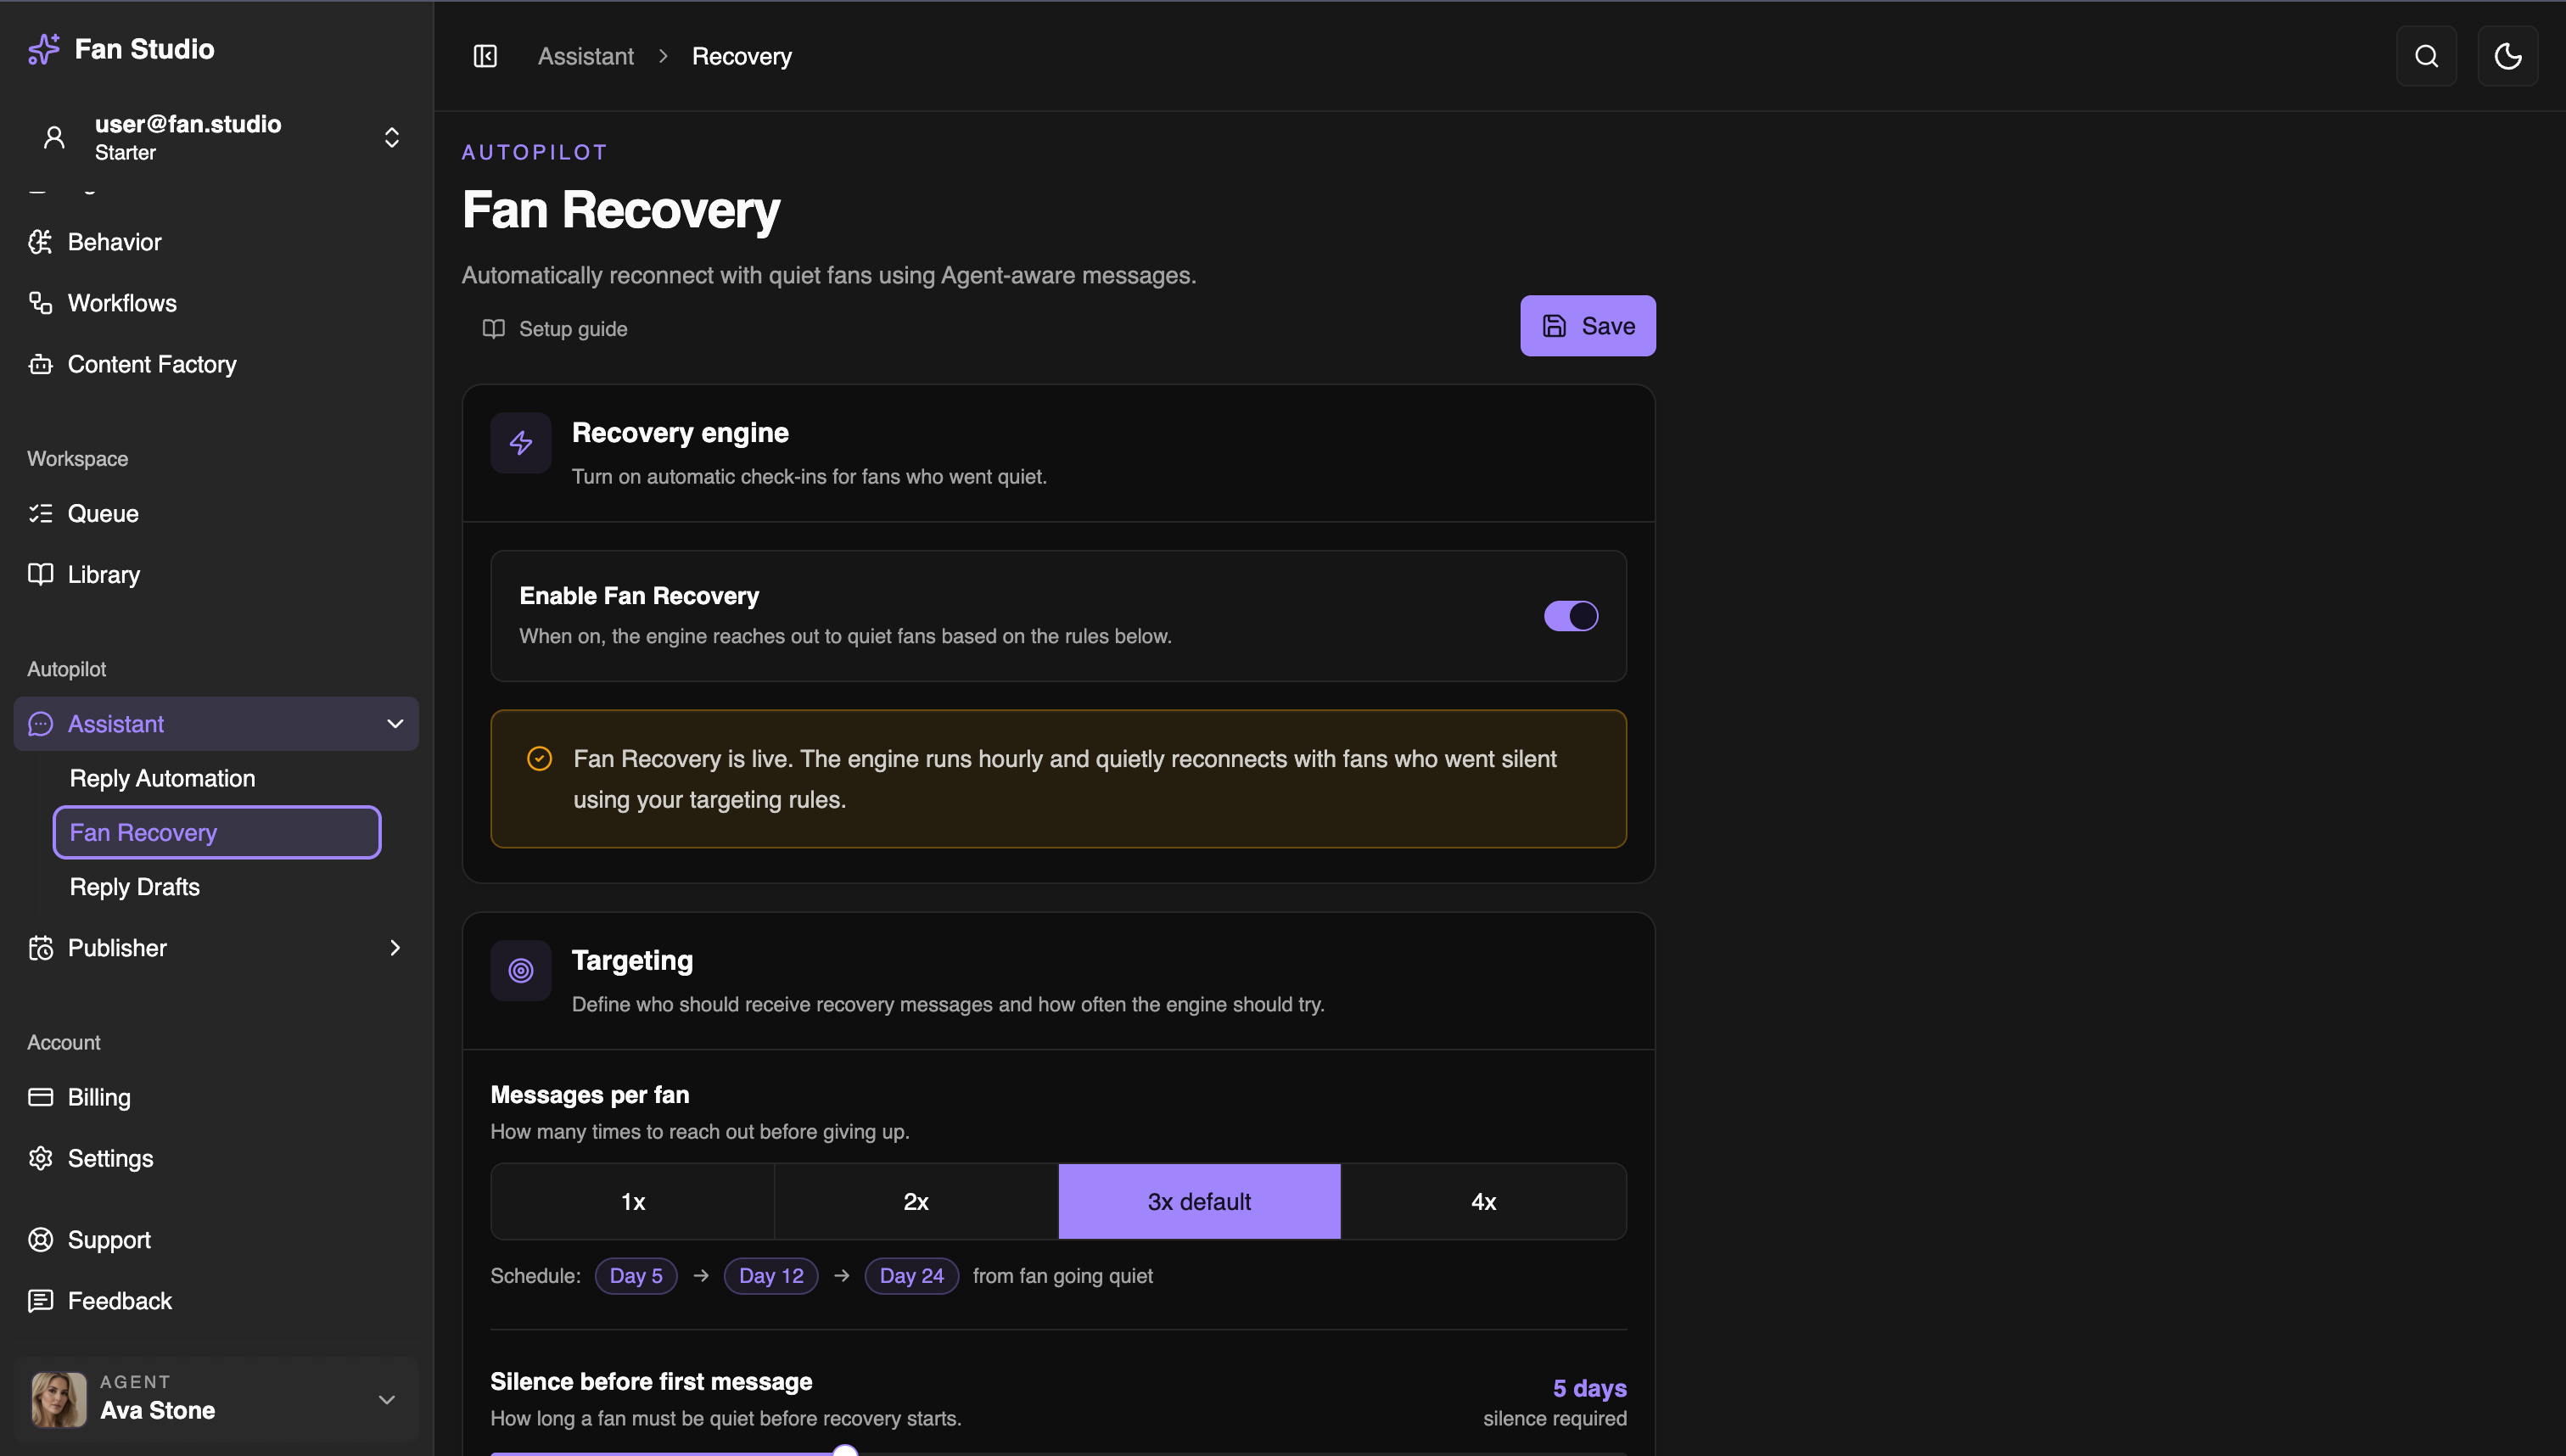 Fan Studio
user@fan.studio
Starter
Behavior
Workflows
Content Factory
Workspace
Queue
Library
Autopilot
Assistant
Reply Automation
Fan Recovery
Reply Drafts
Publisher
Account
Billing
Settings
Support
Feedback
AGENT
Ava Stone
Assistant > Recovery
AUTOPILOT
Fan Recovery
Automatically reconnect with quiet fans using Agent-aware messages.
Setup guide
Save
Recovery engine
Turn on automatic check-ins for fans who went quiet.
Enable Fan Recovery
When on, the engine reaches out to quiet fans based on the rules below.
Fan Recovery is live. The engine runs hourly and quietly reconnects with fans who went silent
using your targeting rules.
Targeting
Define who should receive recovery messages and how often the engine should try.
Messages per fan
How many times to reach out before giving up.
1x 2x 3x default 4x
Schedule: Day 5 → Day 12 → Day 24 from fan going quiet
Silence before first message
5 days
How long a fan must be quiet before recovery starts.
silence required